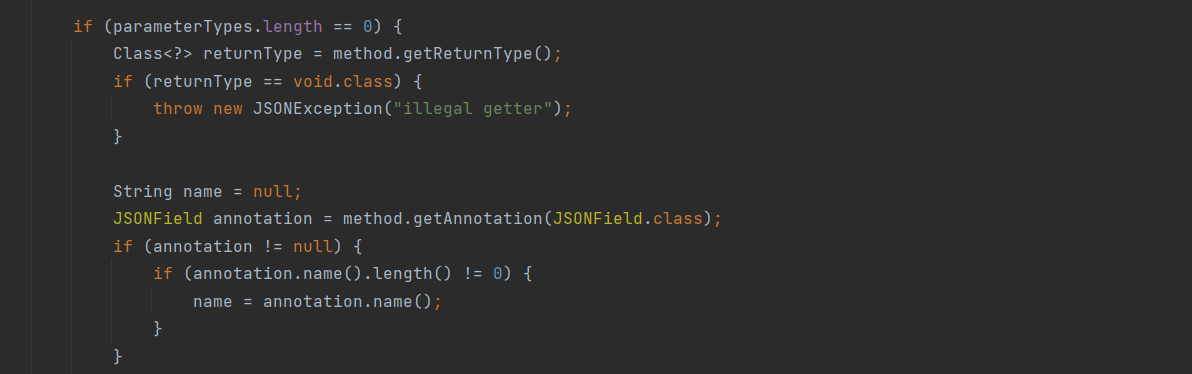 if (parameterTypes.length == 0) {
Class<?> returnType = method.getReturnType();
if (returnType == void.class) {
throw new JSONException("illegal getter");
}
String name = null;
JSONField annotation = method.getAnnotation(JSONField.class);
if (annotation != null) {
if (annotation.name().length() != 0) {
name = annotation.name();
}
}